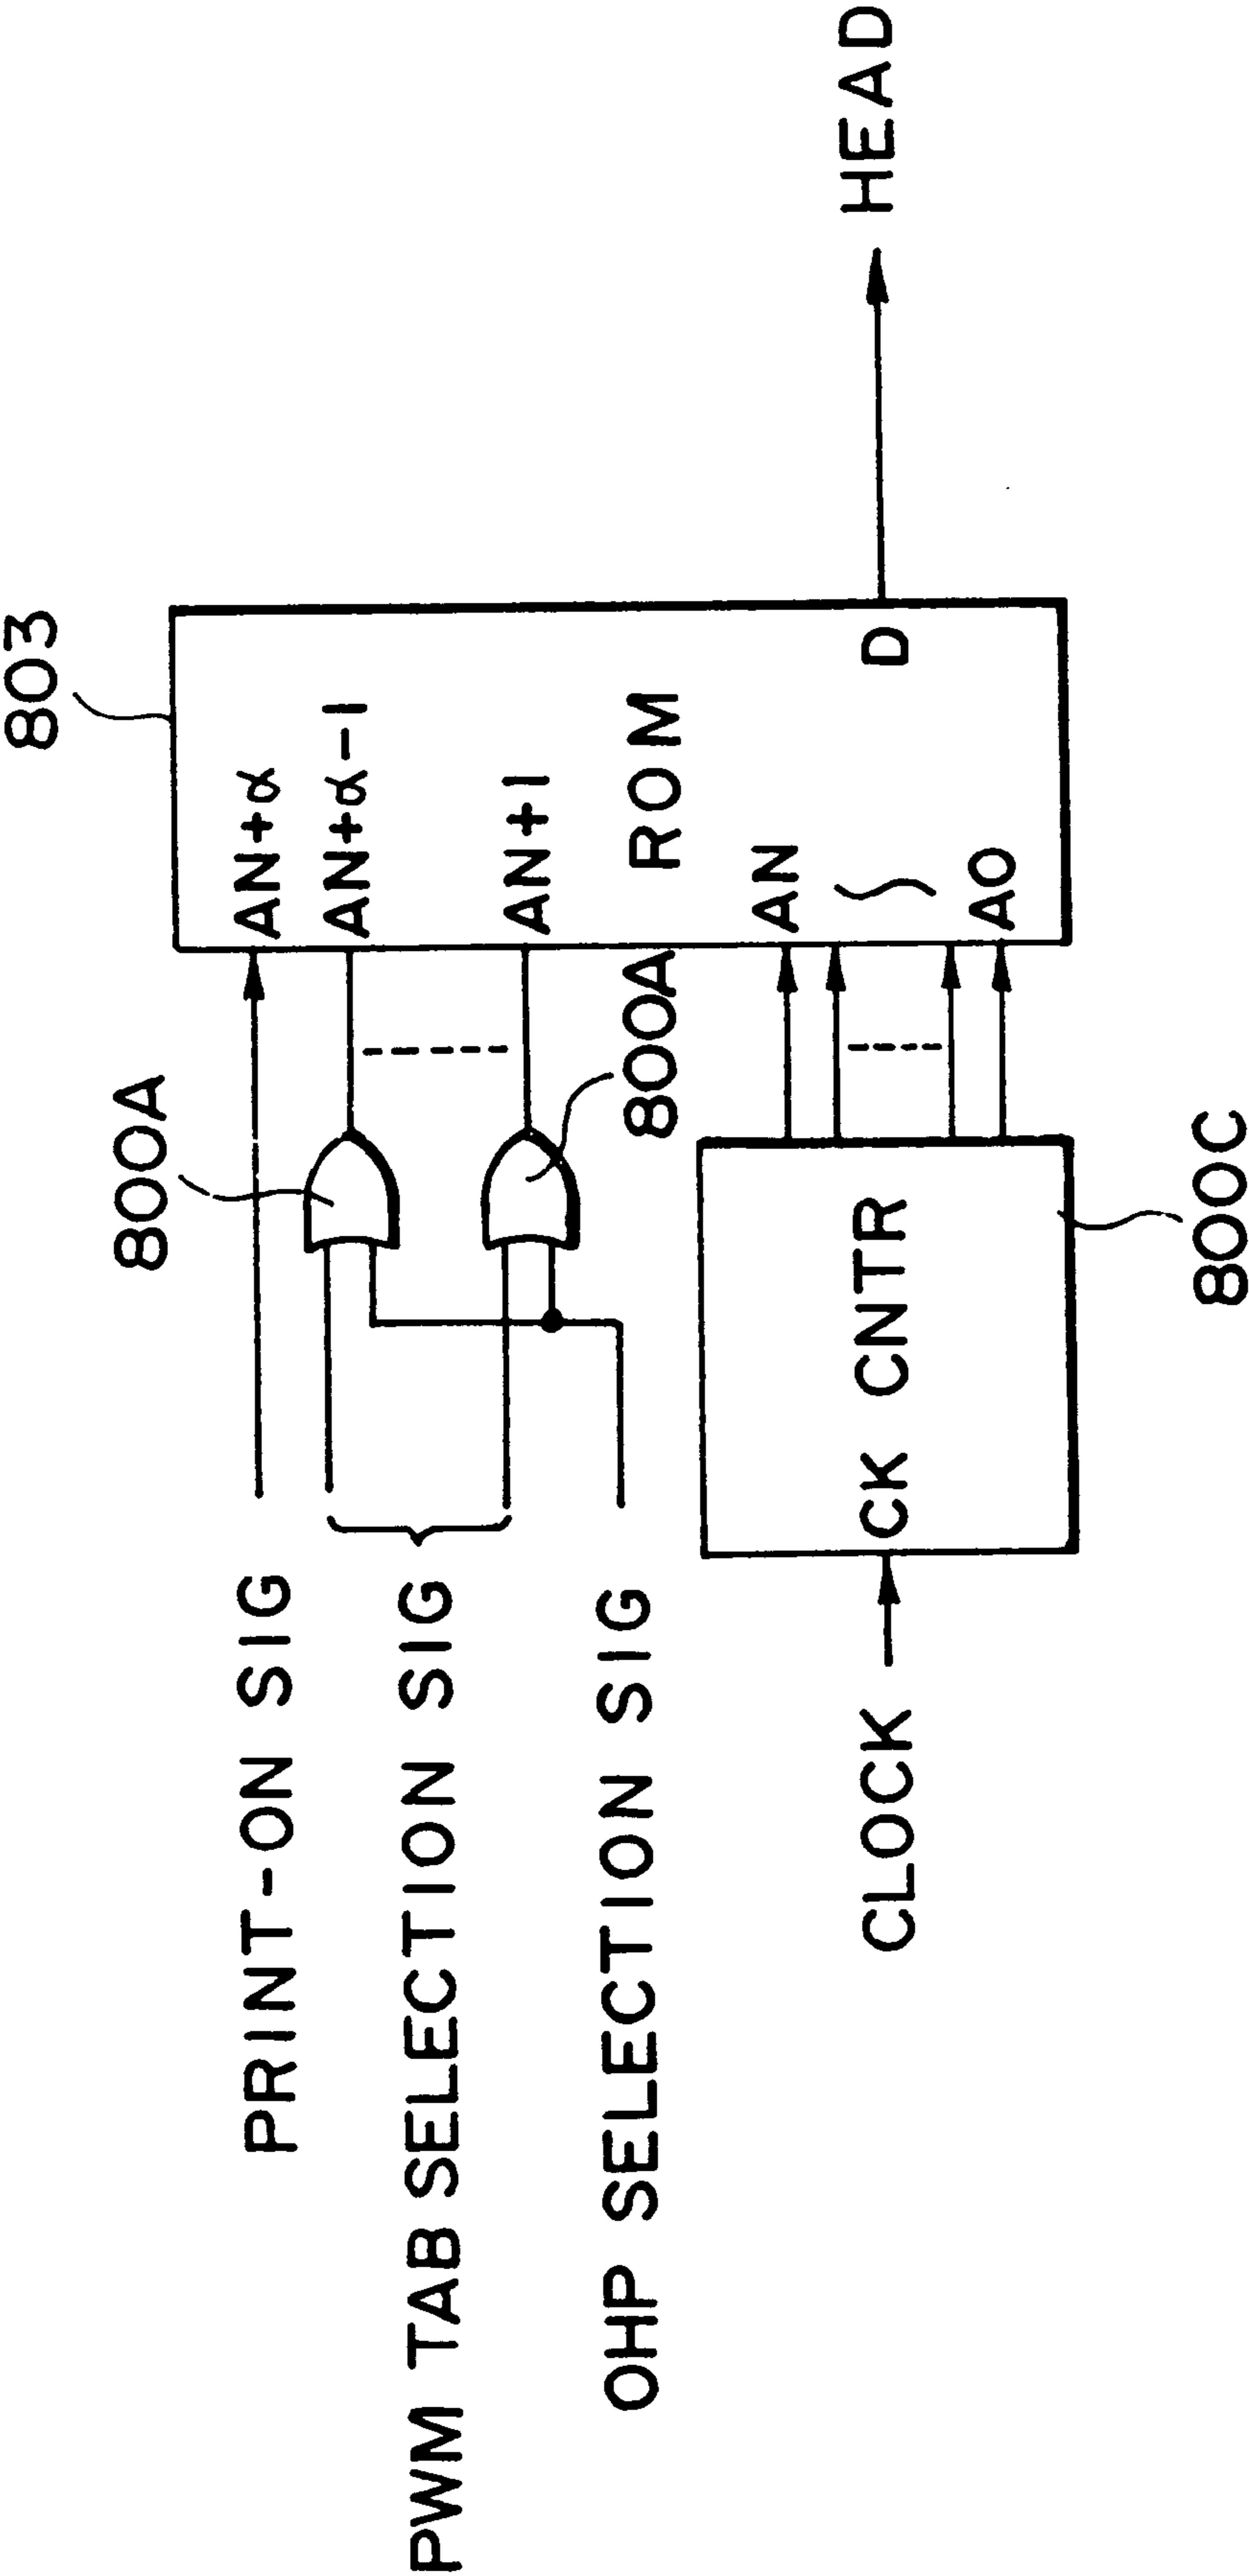 803
800A
PRINT-ON SIG
AN+α
AN+α-1
PWM TAB SELECTION SIG
AN+1
800A
OHP SELECTION SIG
ROM
AN
CLOCK
CK CNTR
D
HEAD
A0
800C